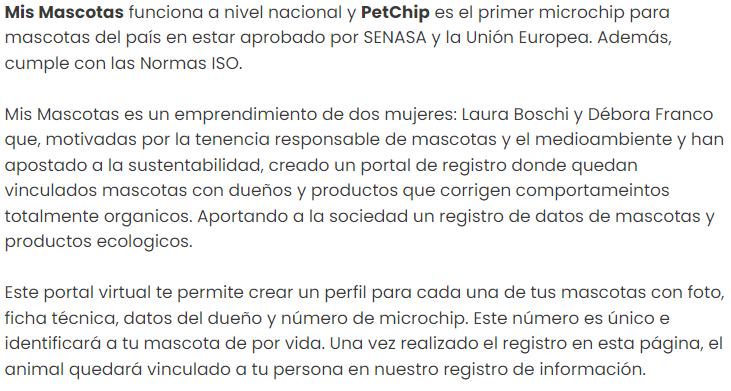 Mis Mascotas funciona a nivel nacional y PetChip es el primer microchip para
mascotas del país en estar aprobado por SENASA y la Unión Europea. Además,
cumple con las Normas ISO.
Mis Mascotas es un emprendimiento de dos mujeres: Laura Boschi y Débora Franco
que, motivadas por la tenencia responsable de mascotas y el medioambiente y han
apostado a la sustentabilidad, creado un portal de registro donde quedan
vinculados mascotas con dueños y productos que corrigen comportameintos
totalmente organicos. Aportando a la sociedad un registro de datos de mascotas y
productos ecologicos.
Este portal virtual te permite crear un perfil para cada una de tus mascotas con foto,
ficha técnica, datos del dueño y número de microchip. Este número es único e
identificará a tu mascota de por vida. Una vez realizado el registro en esta página, el
animal quedará vinculado a tu persona en nuestro registro de información.